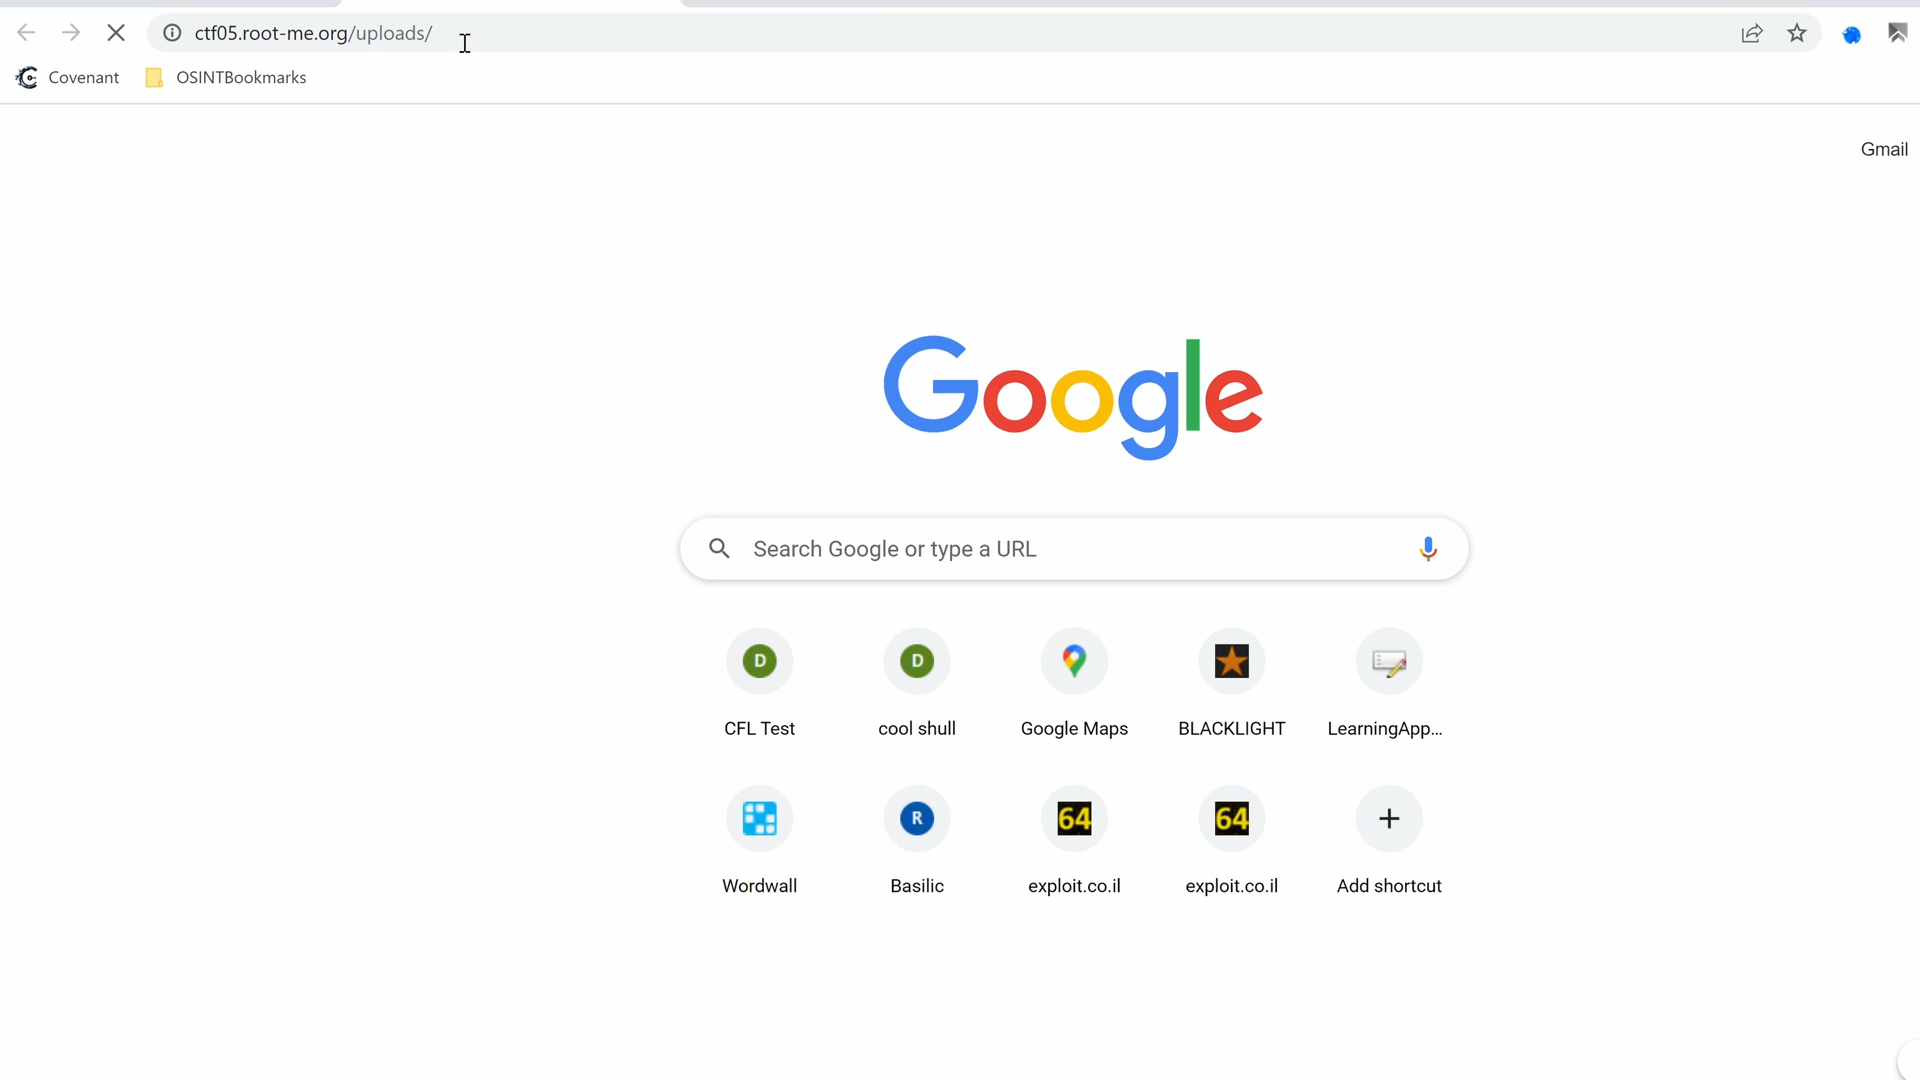 ctf05.root-me.org/uploads/
Covenant OSINTBookmarks
Gmail
Google
Search Google or type a URL
D D
CFL Test cool shull Google Maps BLACKLIGHT LearningApp...
R 64 64
Wordwall Basilic exploit.co.il exploit.co.il Add shortcut